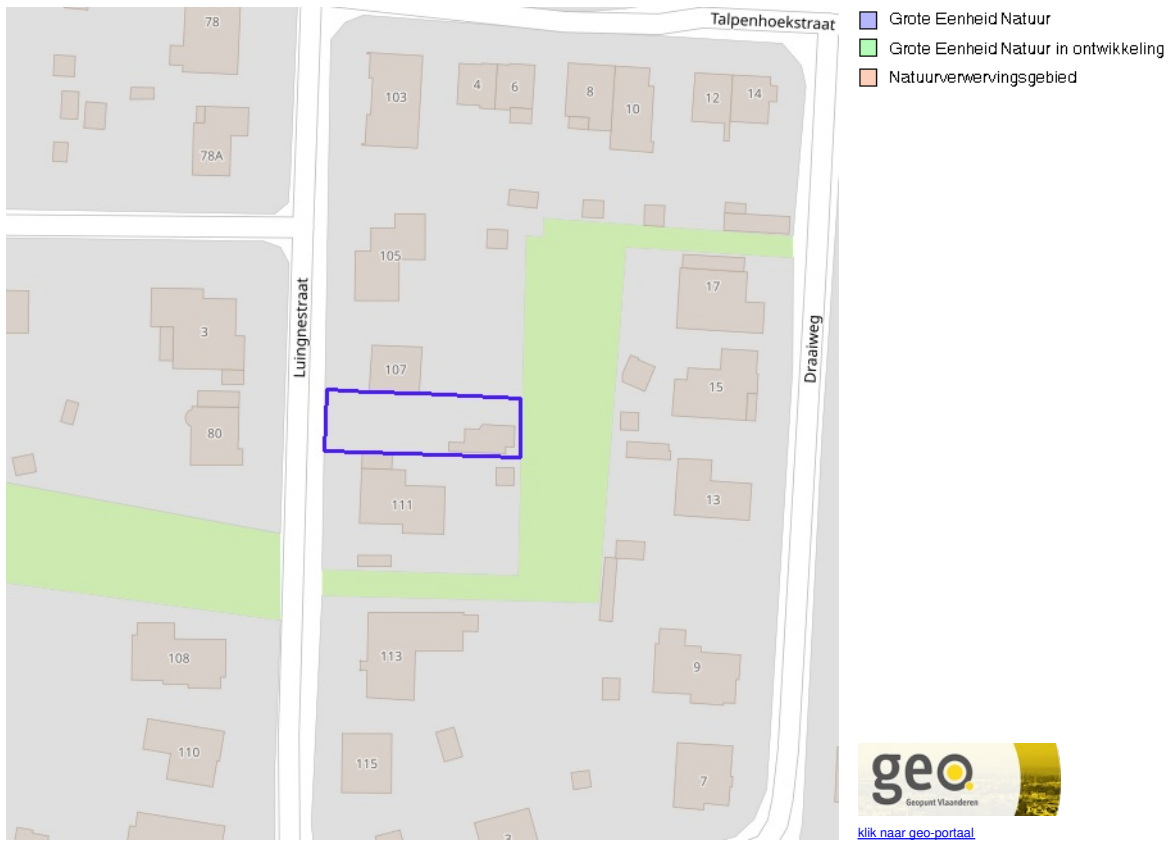 Talpenhoekstraat
Grote Eenheid Natuur
Grote Eenheid Natuur in ontwikkeling
Natuurverwervingsgebied
78
103
4
6
8
10
12
14
78A
105
17
3
Luingnestraat
Draaiweg
107
15
80
111
13
108
113
9
110
115
7
3
geo.
Geopunt Vlaanderen
klik naar geo-portaal